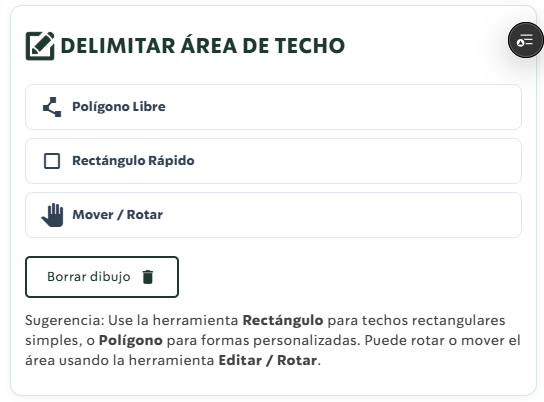 DELIMITAR ÁREA DE TECHO
Polígono Libre
Rectángulo Rápido
Mover / Rotar
Borrar dibujo
Sugerencia: Use la herramienta Rectángulo para techos rectangulares
simples, o Polígono para formas personalizadas. Puede rotar o mover el
área usando la herramienta Editar / Rotar.